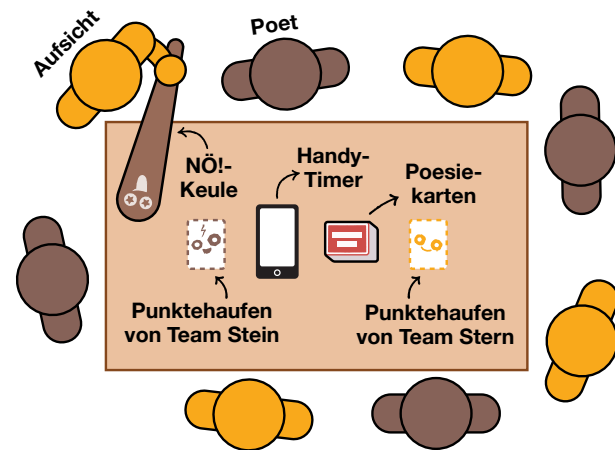 Aufsicht
Poet
NÖ!-
Keule
Handy-
Timer
Poesie-
karten
Punktehaufen
von Team Stein
Punktehaufen
von Team Stern